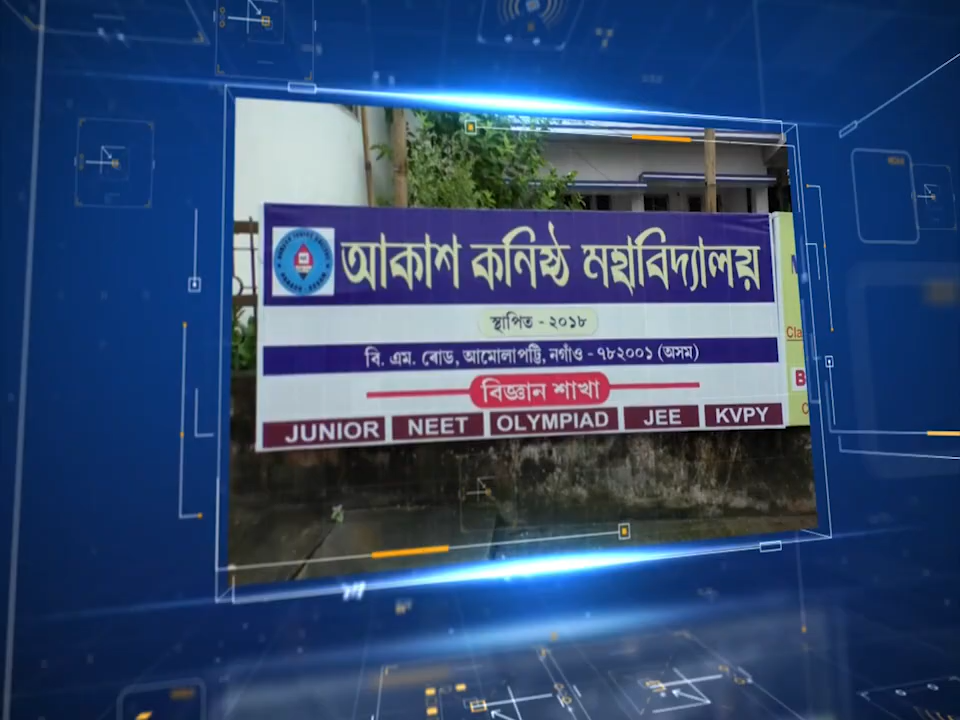 আকাশ কনিষ্ঠ মহাবিদ্যালয়
স্থাপিত - ২০১৮
বি. এম. ৰোড, আমোলাপট্টি, নগাঁও - ৭৮২০০১ (অসম)
বিজ্ঞান শাখা
JUNIOR NEET OLYMPIAD JEE KVPY